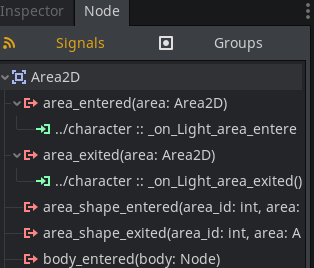 Inspector Node
Signals Groups
Area2D
area_entered(area: Area2D)
../character :: _on_Light_area_entere
area_exited(area: Area2D)
../character :: _on_Light_area_exited()
area_shape_entered(area_id: int, area:
area_shape_exited(area_id: int, area: A
body_entered(body: Node)